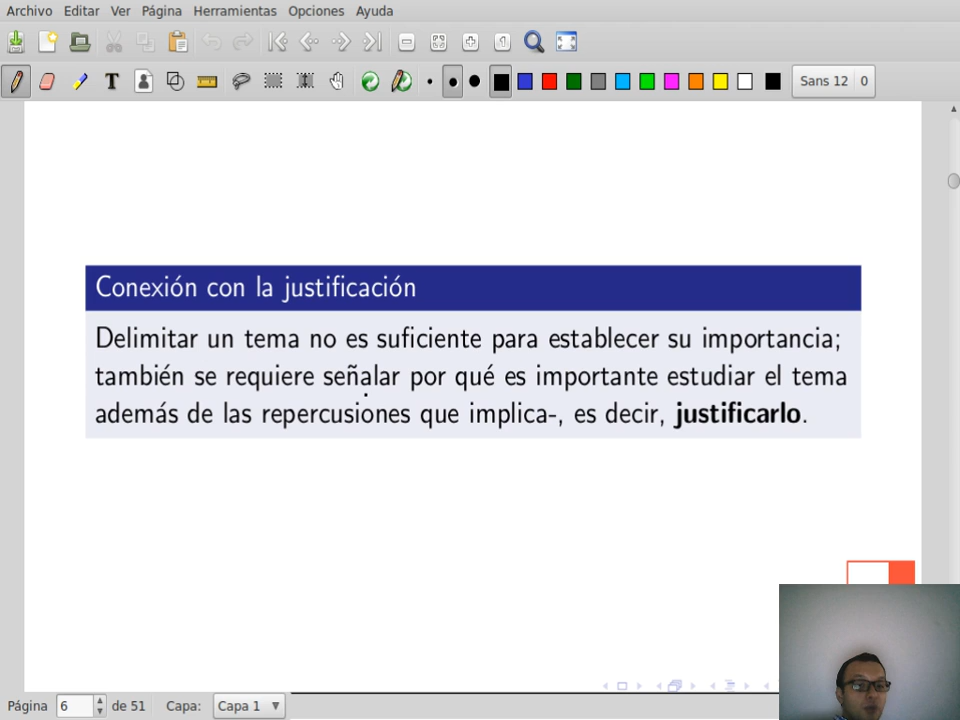 Archivo Editar Ver Página Herramientas Opciones Ayuda
Sans 12 0
Conexión con la justificación
Delimitar un tema no es suficiente para establecer su importancia;
también se requiere señalar por qué es importante estudiar el tema
además de las repercusiones que implica-, es decir, justificarlo.
Página 6 de 51 Capa: Capa 1